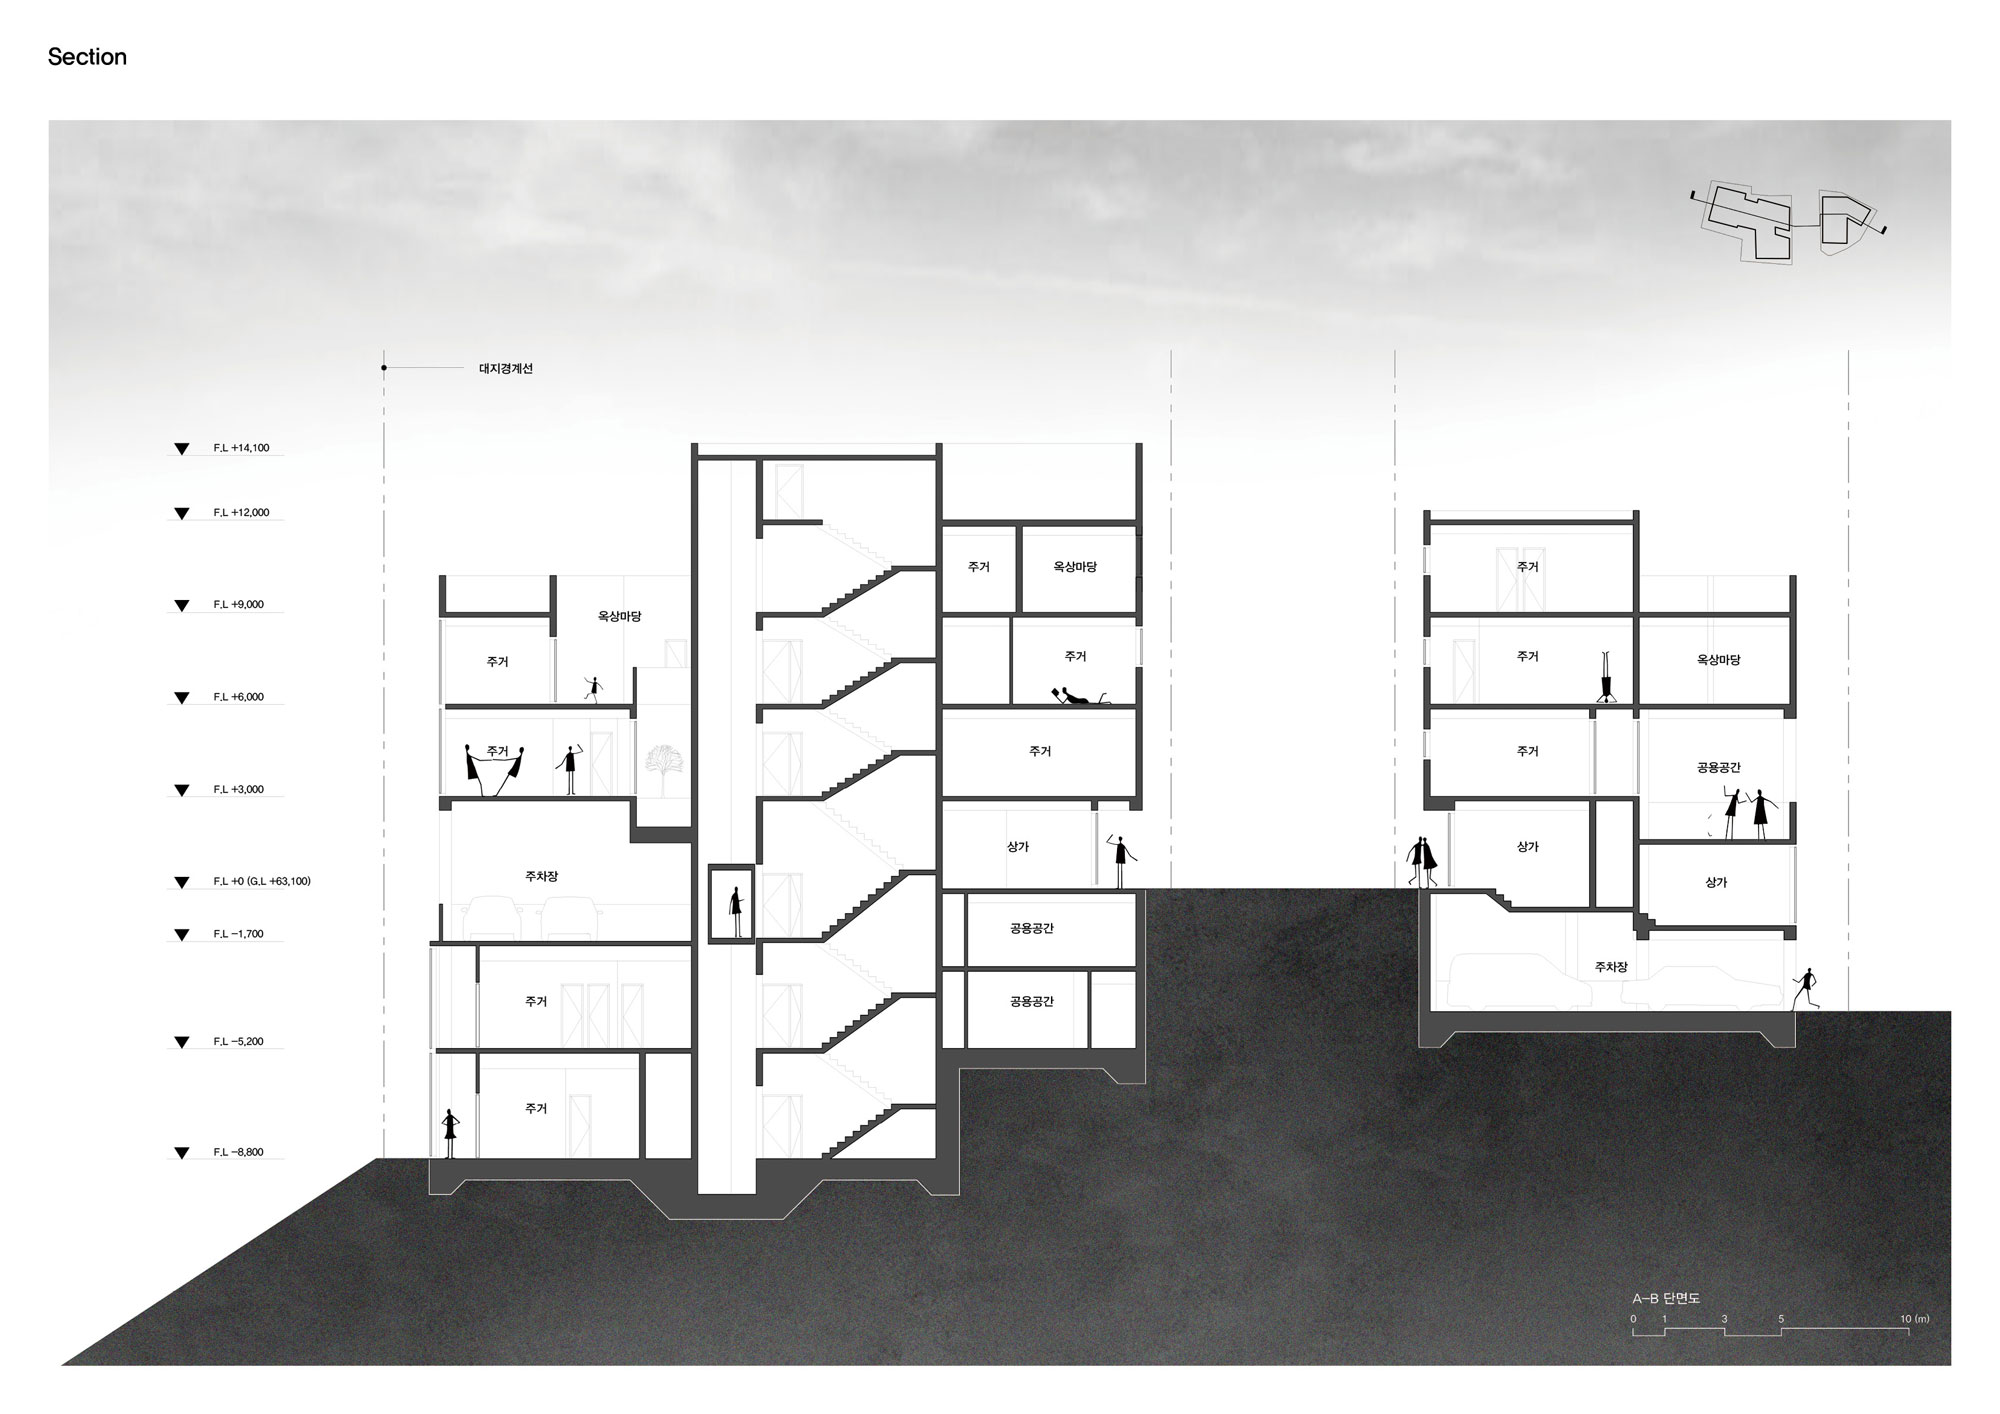 Section
대지경계선
F.L +14,100
F.L +12,000
F.L +9,000
F.L +6,000
F.L +3,000
F.L +0 (G.L +63,100)
F.L −1,700
F.L −5,200
F.L −8,800
옥상마당
주거
주거
주차장
주거
주거
주거
옥상마당
주거
주거
상가
공용공간
공용공간
주거
주거
옥상마당
주거
공용공간
상가
상가
주차장
A−B 단면도
0 1 3 5 10 (m)